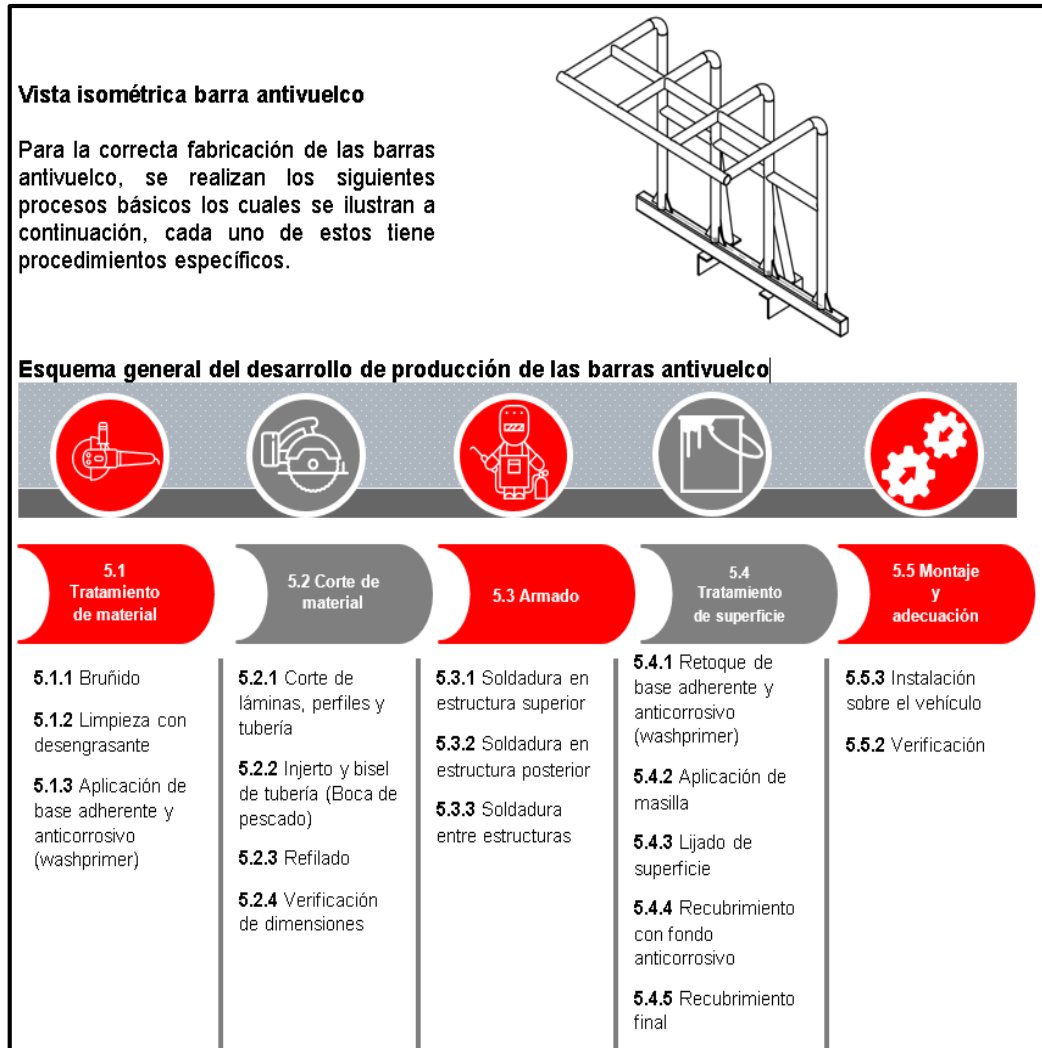 Vista isométrica barra antivuelco
Para la correcta fabricación de las barras
antivuelco, se realizan los siguientes
procesos básicos los cuales se ilustran a
continuación, cada uno de estos tiene
procedimientos específicos.
Esquema general del desarrollo de producción de las barras antivuelco
5.1
Tratamiento
de material
5.2 Corte de
material
5.3 Armado
5.4
Tratamiento
de superficie
5.5 Montaje
y
adecuación
5.1.1 Bruñido
5.1.2 Limpieza con
desengrasante
5.1.3 Aplicación de
base adherente y
anticorrosivo
(washprimer)
5.2.1 Corte de
láminas, perfiles y
tubería
5.2.2 Injerto y bisel
de tubería (Boca de
pescado)
5.2.3 Refilado
5.2.4 Verificación
de dimensiones
5.3.1 Soldadura en
estructura superior
5.3.2 Soldadura en
estructura posterior
5.3.3 Soldadura
entre estructuras
5.4.1 Retoque de
base adherente y
anticorrosivo
(washprimer)
5.4.2 Aplicación de
masilla
5.4.3 Lijado de
superficie
5.4.4 Recubrimiento
con fondo
anticorrosivo
5.4.5 Recubrimiento
final
5.5.3 Instalación
sobre el vehículo
5.5.2 Verificación